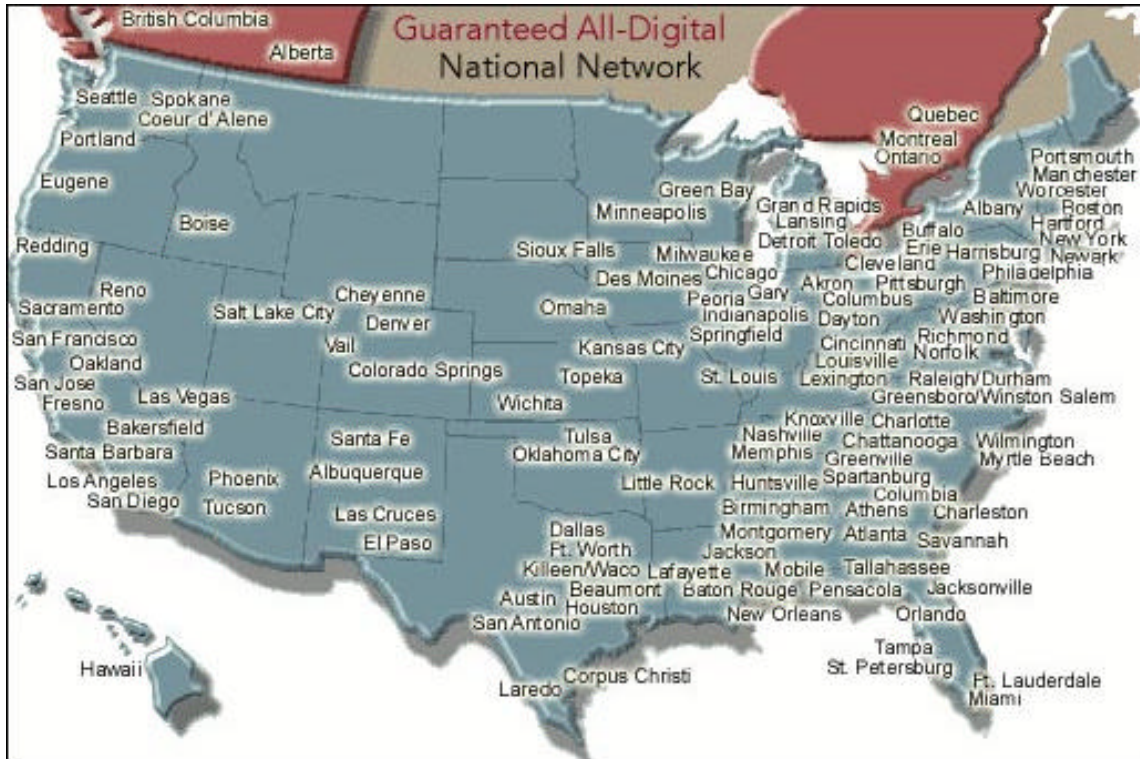 Guaranteed All-Digital
National Network
British Columbia
Alberta
Quebec
Montreal
Ontario
Seattle
Spokane
Coeur d'Alene
Portland
Eugene
Boise
Redding
Reno
Sacramento
San Francisco
Oakland
San Jose
Fresno
Las Vegas
Bakersfield
Santa Barbara
Los Angeles
San Diego
Phoenix
Tucson
Salt Lake City
Cheyenne
Denver
Vail
Colorado Springs
Santa Fe
Albuquerque
Las Cruces
El Paso
Green Bay
Minneapolis
Sioux Falls
Milwaukee
Des Moines
Chicago
Omaha
Peoria
Gary
Indianapolis
Springfield
Kansas City
Topeka
St. Louis
Wichita
Tulsa
Oklahoma City
Little Rock
Dallas
Ft. Worth
Killeen/Waco
Austin
Beaumont
Houston
San Antonio
Corpus Christi
Laredo
Grand Rapids
Lansing
Detroit
Toledo
Cleveland
Akron
Columbus
Dayton
Cincinnati
Louisville
Lexington
Portsmouth
Manchester
Worcester
Albany
Boston
Hartford
Buffalo
New York
Erie
Harrisburg
Newark
Philadelphia
Pittsburgh
Baltimore
Washington
Richmond
Norfolk
Raleigh/Durham
Greensboro/Winston Salem
Knoxville
Charlotte
Nashville
Chattanooga
Wilmington
Memphis
Greenville
Myrtle Beach
Huntsville
Spartanburg
Columbia
Birmingham
Athens
Charleston
Montgomery
Atlanta
Savannah
Jackson
Lafayette
Mobile
Tallahassee
Baton Rouge
Pensacola
Jacksonville
New Orleans
Orlando
Tampa
St. Petersburg
Ft. Lauderdale
Miami
Hawaii